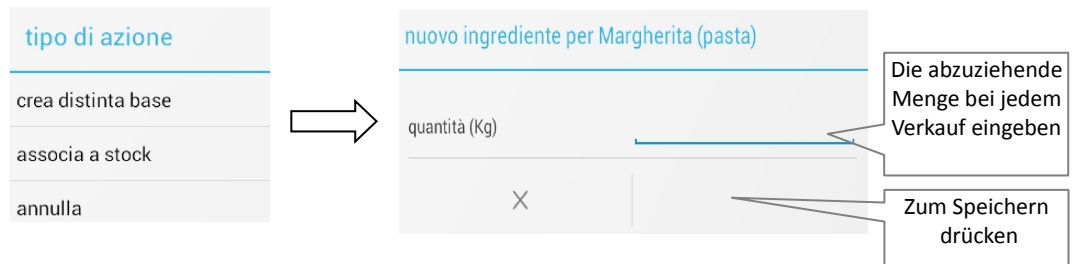 tipo di azione
crea distinta base
associa a stock
annulla
nuovo ingrediente per Margherita (pasta)
quantità (Kg)
X
Die abzuziehende
Menge bei jedem
Verkauf eingeben
Zum Speichern
drücken